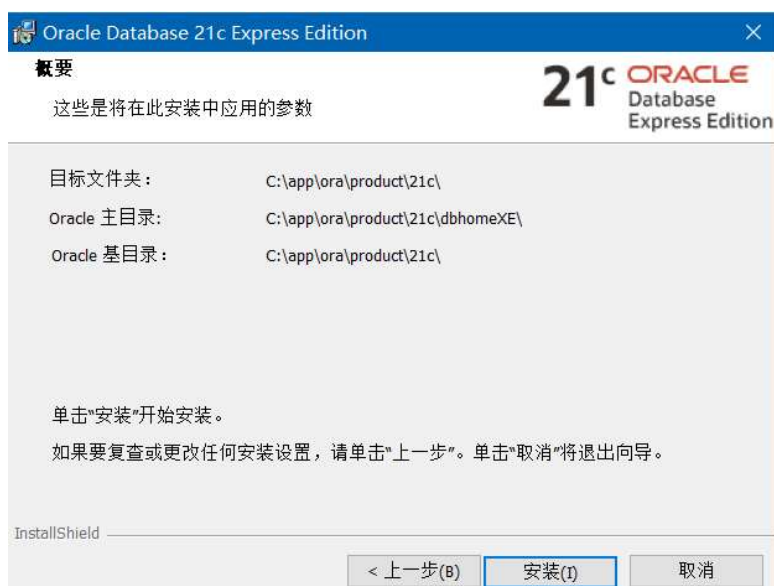 Oracle Database 21c Express Edition
概要
这些是将在此安装中应用的参数
21c ORACLE
Database
Express Edition
目标文件夹： C:\app\ora\product\21c\
Oracle 主目录: C:\app\ora\product\21c\dbhomeXE\
Oracle 基目录： C:\app\ora\product\21c\
单击“安装”开始安装。
如果要复查或更改任何安装设置，请单击“上一步”。单击“取消”将退出向导。
InstallShield
< 上一步(B) 安装(I) 取消